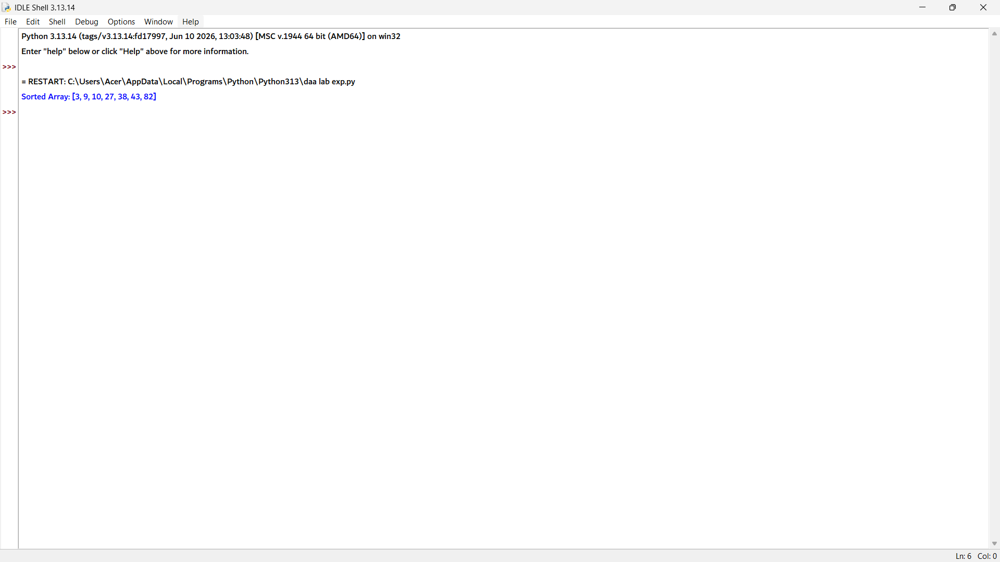 IDLE Shell 3.13.14
File Edit Shell Debug Options Window Help
Python 3.13.14 (tags/v3.13.14:fd17997, Jun 10 2026, 13:03:48) [MSC v.1944 64 bit (AMD64)] on win32
Enter "help" below or click "Help" above for more information.
>>>
= RESTART: C:\Users\Acer\AppData\Local\Programs\Python\Python313\daa lab exp.py
Sorted Array: [3, 9, 10, 27, 38, 43, 82]
>>>
Ln: 6 Col: 0